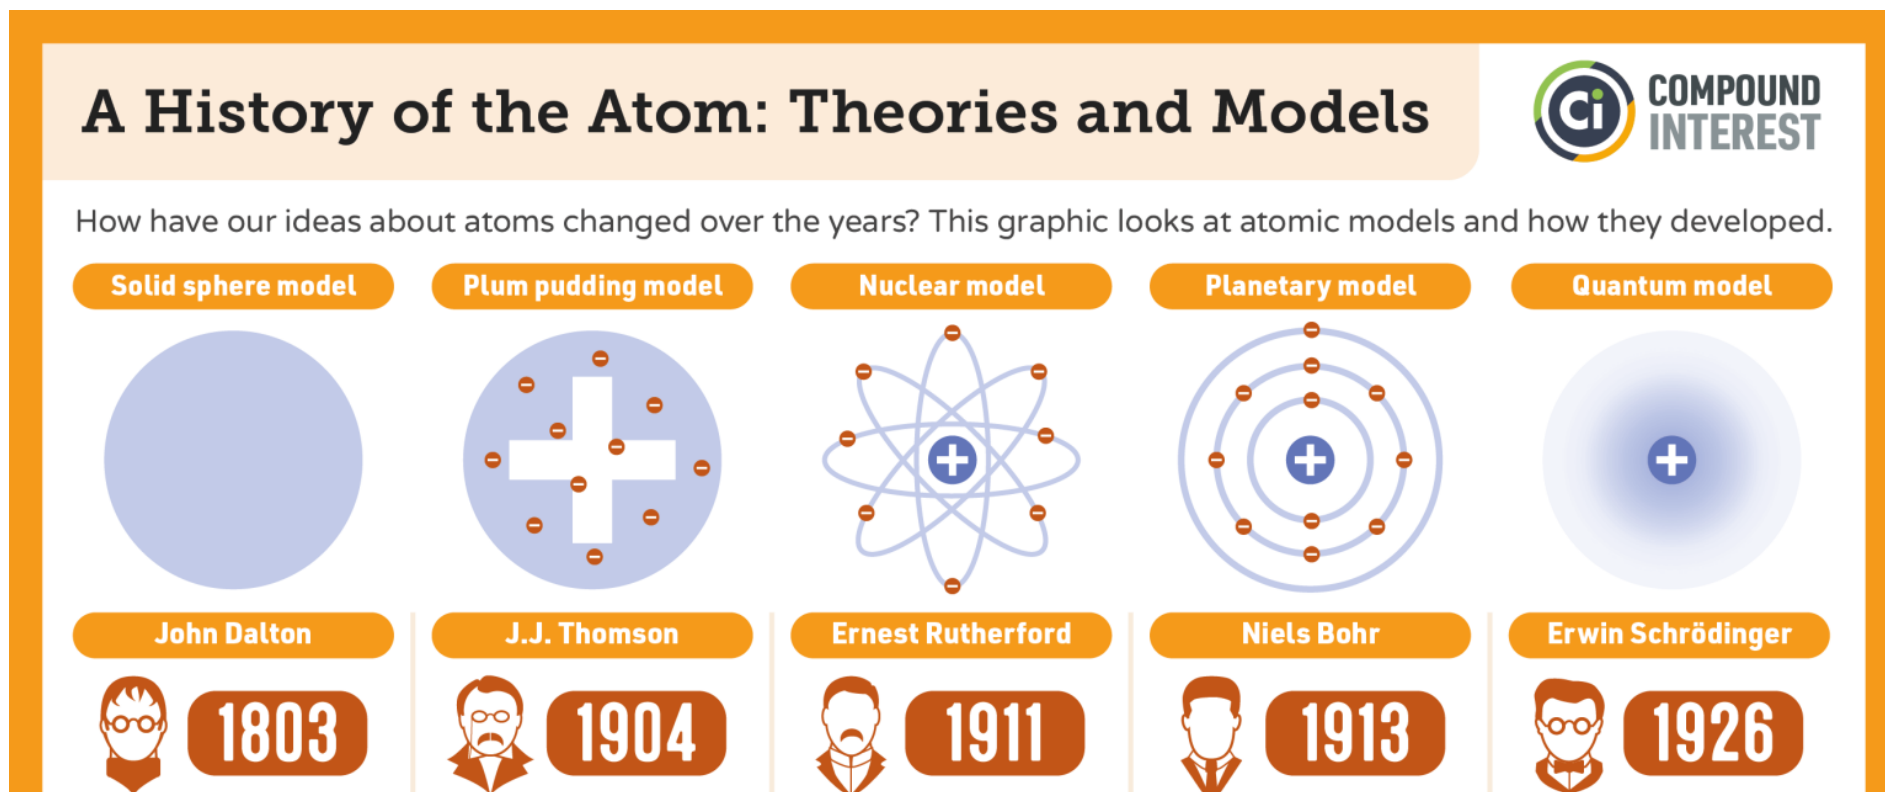 A History of the Atom: Theories and Models
Ci
COMPOUND
INTEREST
How have our ideas about atoms changed over the years? This graphic looks at atomic models and how they developed.
Solid sphere model
Plum pudding model
Nuclear model
Planetary model
Quantum model
John Dalton
J.J. Thomson
Ernest Rutherford
Niels Bohr
Erwin Schrödinger
1803
1904
1911
1913
1926